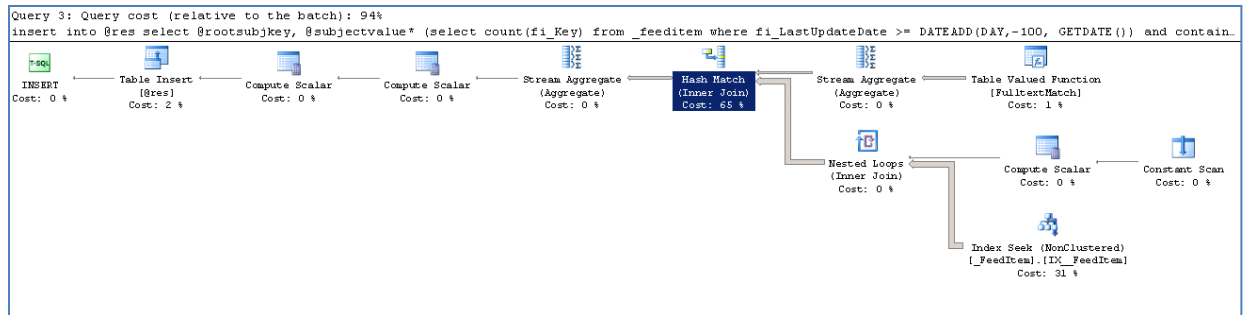 Query 3: Query cost (relative to the batch): 94%
insert into @res select @rootsubjkey, @subjectvalue* (select count(fi_Key) from _feeditem where fi_LastUpdateDate >= DATEADD(DAY,-100, GETDATE()) and contain…
T-SQL
INSERT
Cost: 0 %
Table Insert
[@res]
Cost: 2 %
Compute Scalar
Cost: 0 %
Compute Scalar
Cost: 0 %
Stream Aggregate
(Aggregate)
Cost: 0 %
Hash Match
(Inner Join)
Cost: 65 %
Stream Aggregate
(Aggregate)
Cost: 0 %
Table Valued Function
[FulltextMatch]
Cost: 1 %
Nested Loops
(Inner Join)
Cost: 0 %
Compute Scalar
Cost: 0 %
Constant Scan
Cost: 0 %
Index Seek (NonClustered)
[_FeedItem].[IX__FeedItem]
Cost: 31 %